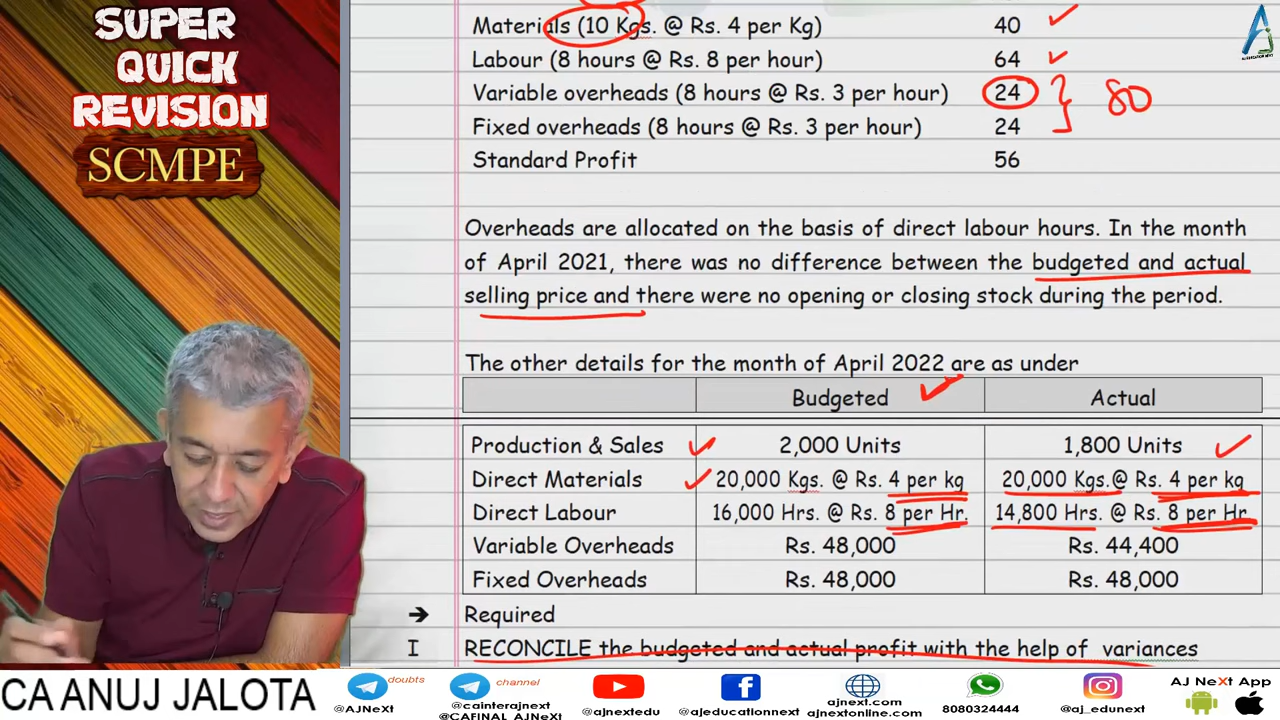 SUPER
QUICK
REVISION
SCMPE
Materials (10 Kgs. @ Rs. 4 per Kg) 40
Labour (8 hours @ Rs. 8 per hour) 64
Variable overheads (8 hours @ Rs. 3 per hour) 24
80
Fixed overheads (8 hours @ Rs. 3 per hour) 24
Standard Profit 56
Overheads are allocated on the basis of direct labour hours. In the month
of April 2021, there was no difference between the budgeted and actual
selling price and there were no opening or closing stock during the period.
The other details for the month of April 2022 are as under
Budgeted Actual
Production & Sales 2,000 Units 1,800 Units
Direct Materials 20,000 Kgs. @ Rs. 4 per kg 20,000 Kgs.@ Rs. 4 per kg
Direct Labour 16,000 Hrs. @ Rs. 8 per Hr. 14,800 Hrs. @ Rs. 8 per Hr.
Variable Overheads Rs. 48,000 Rs. 44,400
Fixed Overheads Rs. 48,000 Rs. 48,000
→ Required
I RECONCILE the budgeted and actual profit with the help of variances
CA ANUJ JALOTA
doubts
@AJNeXt
channel
@cainterajnext
@CAFINAL_AJNeXt
@ajnextedu
@ajeducationnext
ajnext.com
ajnextonline.com
8080324444
@aj_edunext
AJ NeXt App